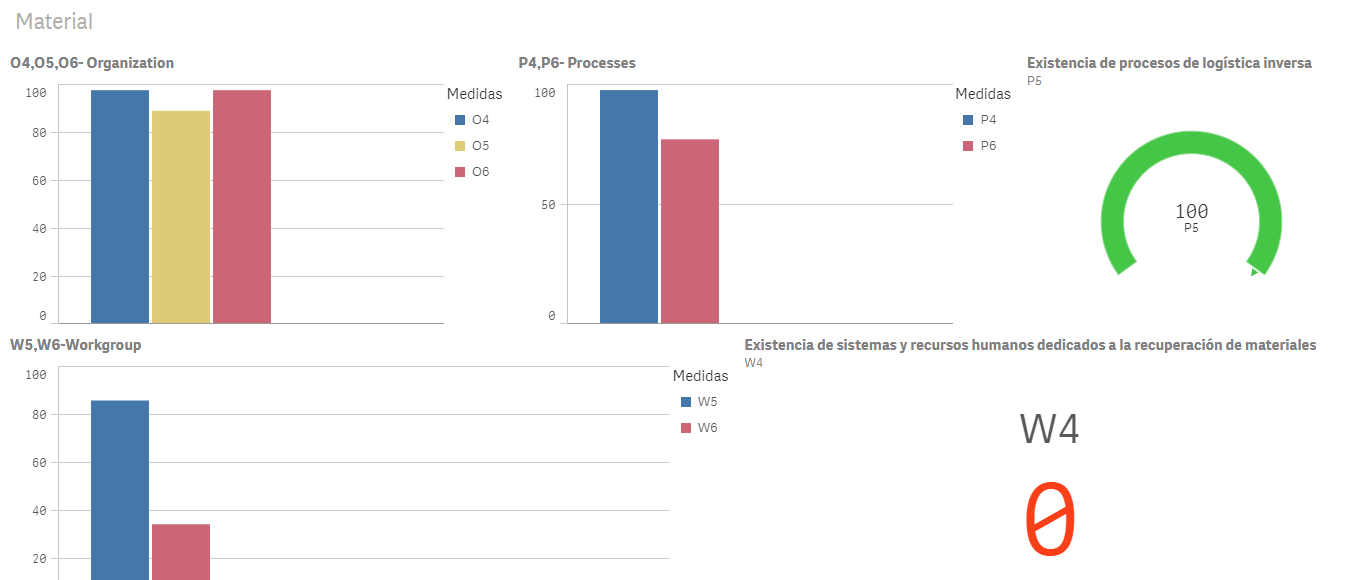 Material
O4,O5,O6- Organization
100
80
60
40
20
0
Medidas
O4
O5
O6
P4,P6- Processes
100
50
0
Medidas
P4
P6
Existencia de procesos de logística inversa
P5
100
P5
W5,W6-Workgroup
100
80
60
40
20
Medidas
W5
W6
Existencia de sistemas y recursos humanos dedicados a la recuperación de materiales
W4
W4
0